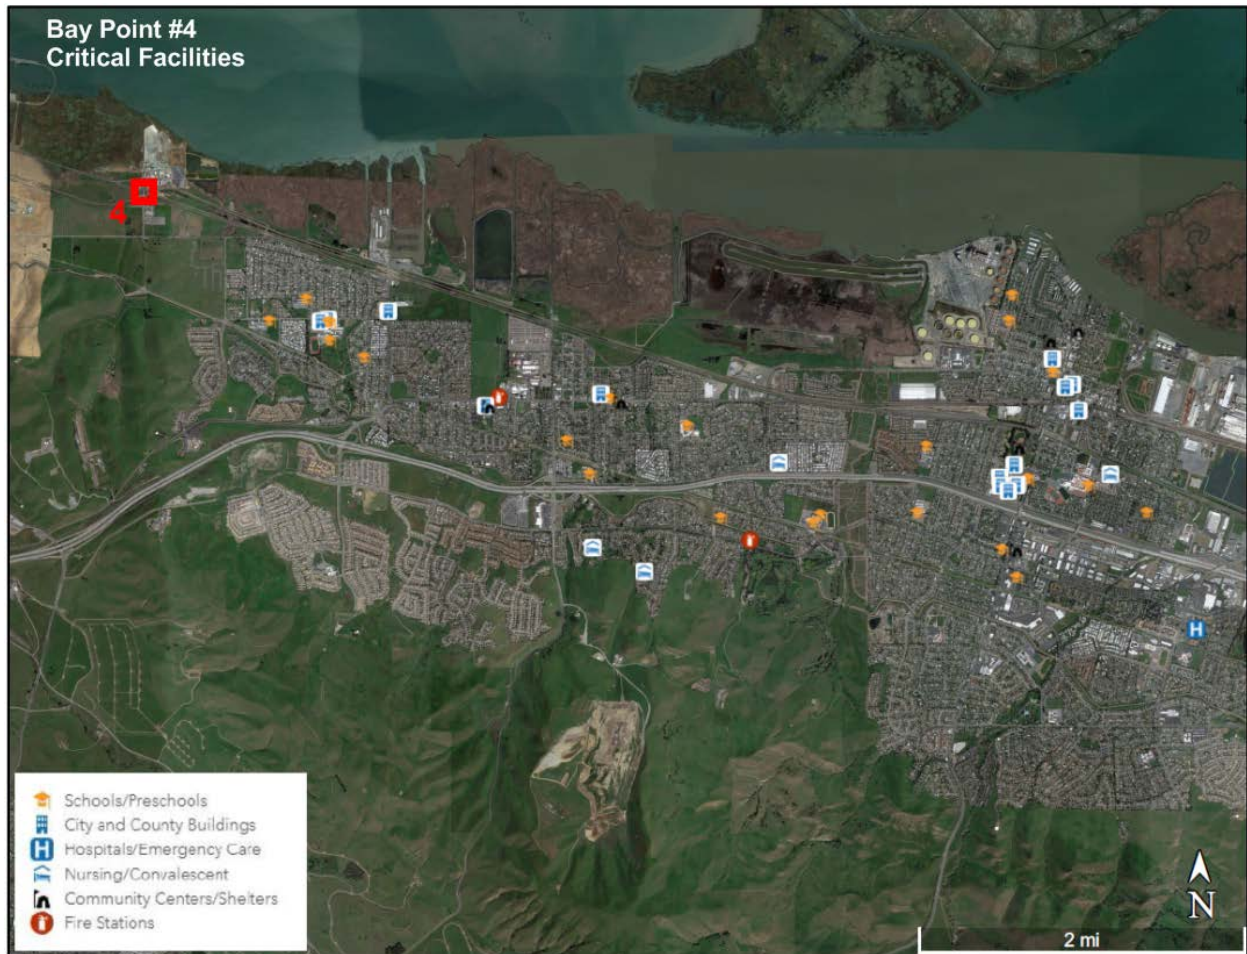 Bay Point #4
Critical Facilities
4
Schools/Preschools
City and County Buildings
H Hospitals/Emergency Care
Nursing/Convalescent
Community Centers/Shelters
Fire Stations
H
N
2 mi